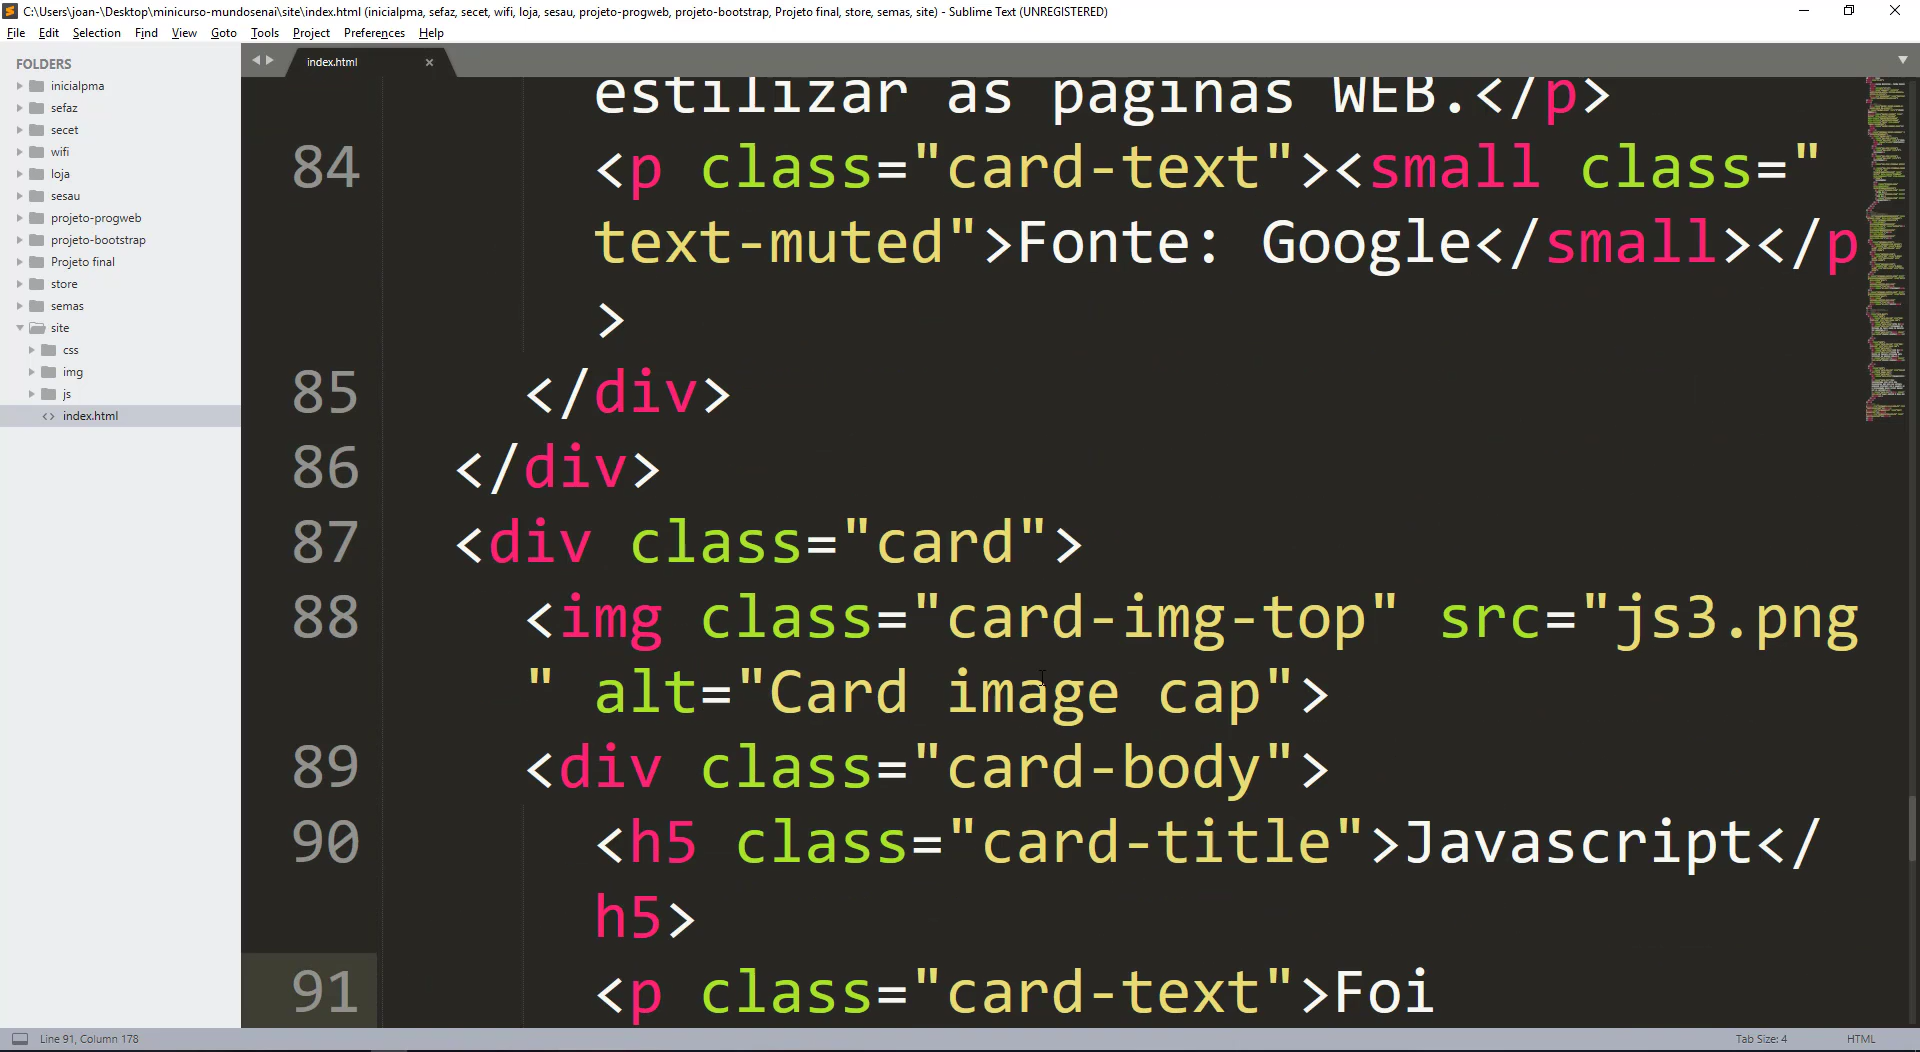 C:\Users\joan-\Desktop\minicurso-mundosenai\site\index.html (inicialpma, sefaz, secet, wifi, loja, sesau, projeto-progweb, projeto-bootstrap, Projeto final, store, semas, site) - Sublime Text (UNREGISTERED)
File Edit Selection Find View Goto Tools Project Preferences Help
FOLDERS
inicialpma
sefaz
secet
wifi
loja
sesau
projeto-progweb
projeto-bootstrap
Projeto final
store
semas
site
css
img
js
<> index.html
index.html
estilizar as paginas WEB.</p>
84 <p class="card-text"><small class="
text-muted">Fonte: Google</small></p
>
85 </div>
86 </div>
87 <div class="card">
88 <img class="card-img-top" src="js3.png
" alt="Card image cap">
89 <div class="card-body">
90 <h5 class="card-title">Javascript</
h5>
91 <p class="card-text">Foi
Line 91, Column 178
Tab Size: 4
HTML